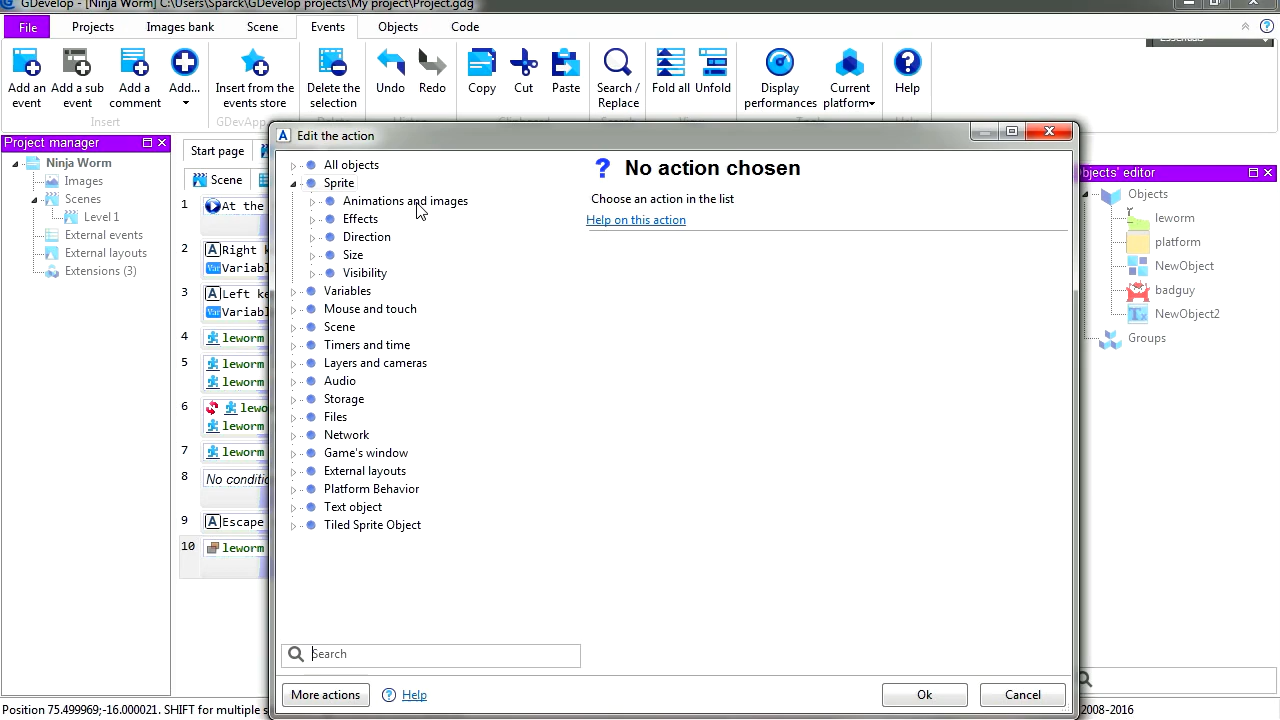 GDevelop - [Ninja Worm] C:\Users\Sparck\GDevelop projects\My project\Project.gdg
File Projects Images bank Scene Events Objects Code
Add an event
Add a sub event
Add a comment
Add...
Insert from the events store
Delete the selection
Undo
Redo
Copy
Cut
Paste
Search / Replace
Fold all
Unfold
Display performances
Current platform
Help
Insert
Project manager
Ninja Worm
Images
Scenes
Level 1
External events
External layouts
Extensions (3)
Start page
Scene
1 At the
2 Right k
Variabl
3 Left ke
Variabl
4 leworm
5 leworm
leworm
6 lewo
leworm
7 leworm
8 No conditio
9 Escape
10 leworm
Edit the action
All objects
Sprite
Animations and images
Effects
Direction
Size
Visibility
Variables
Mouse and touch
Scene
Timers and time
Layers and cameras
Audio
Storage
Files
Network
Game's window
External layouts
Platform Behavior
Text object
Tiled Sprite Object
Search
More actions
Help
? No action chosen
Choose an action in the list
Help on this action
Ok
Cancel
bjects' editor
Objects
leworm
platform
NewObject
badguy
NewObject2
Groups
Position 75.499969;-16.000021. SHIFT for multiple s
2008-2016